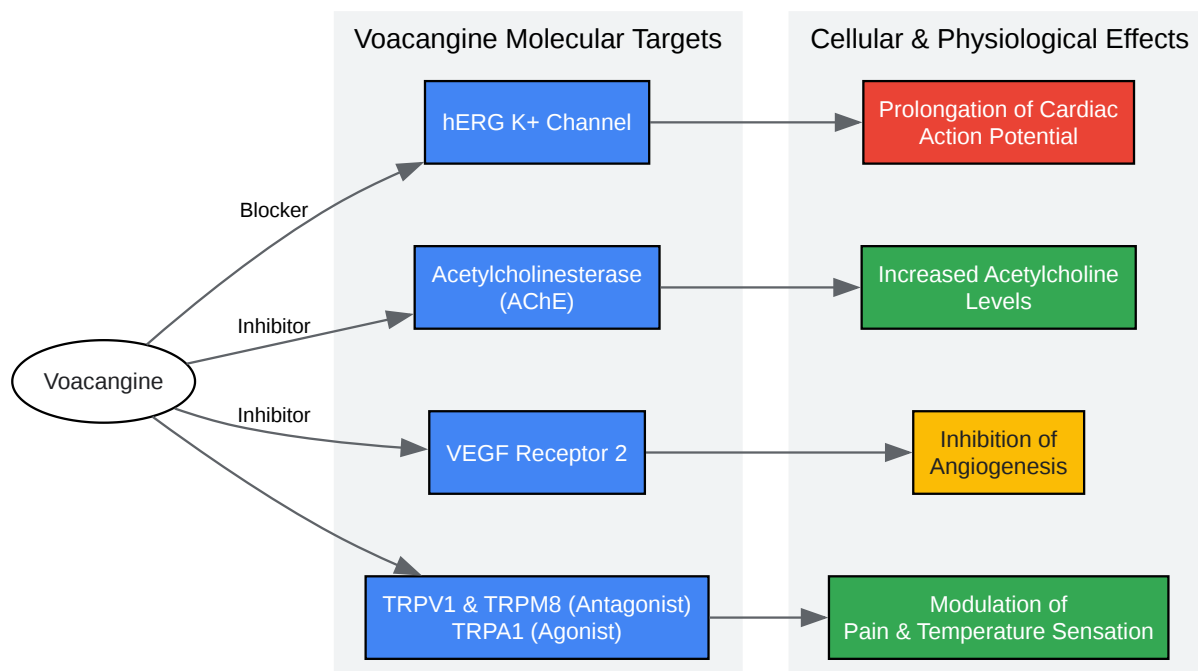 Voacangine Molecular Targets
Cellular & Physiological Effects
hERG K+ Channel
Prolongation of Cardiac
Action Potential
Blocker
Acetylcholinesterase
(AChE)
Increased Acetylcholine
Levels
Inhibitor
Voacangine
Inhibitor
VEGF Receptor 2
Inhibition of
Angiogenesis
TRPV1 & TRPM8 (Antagonist)
TRPA1 (Agonist)
Modulation of
Pain & Temperature Sensation